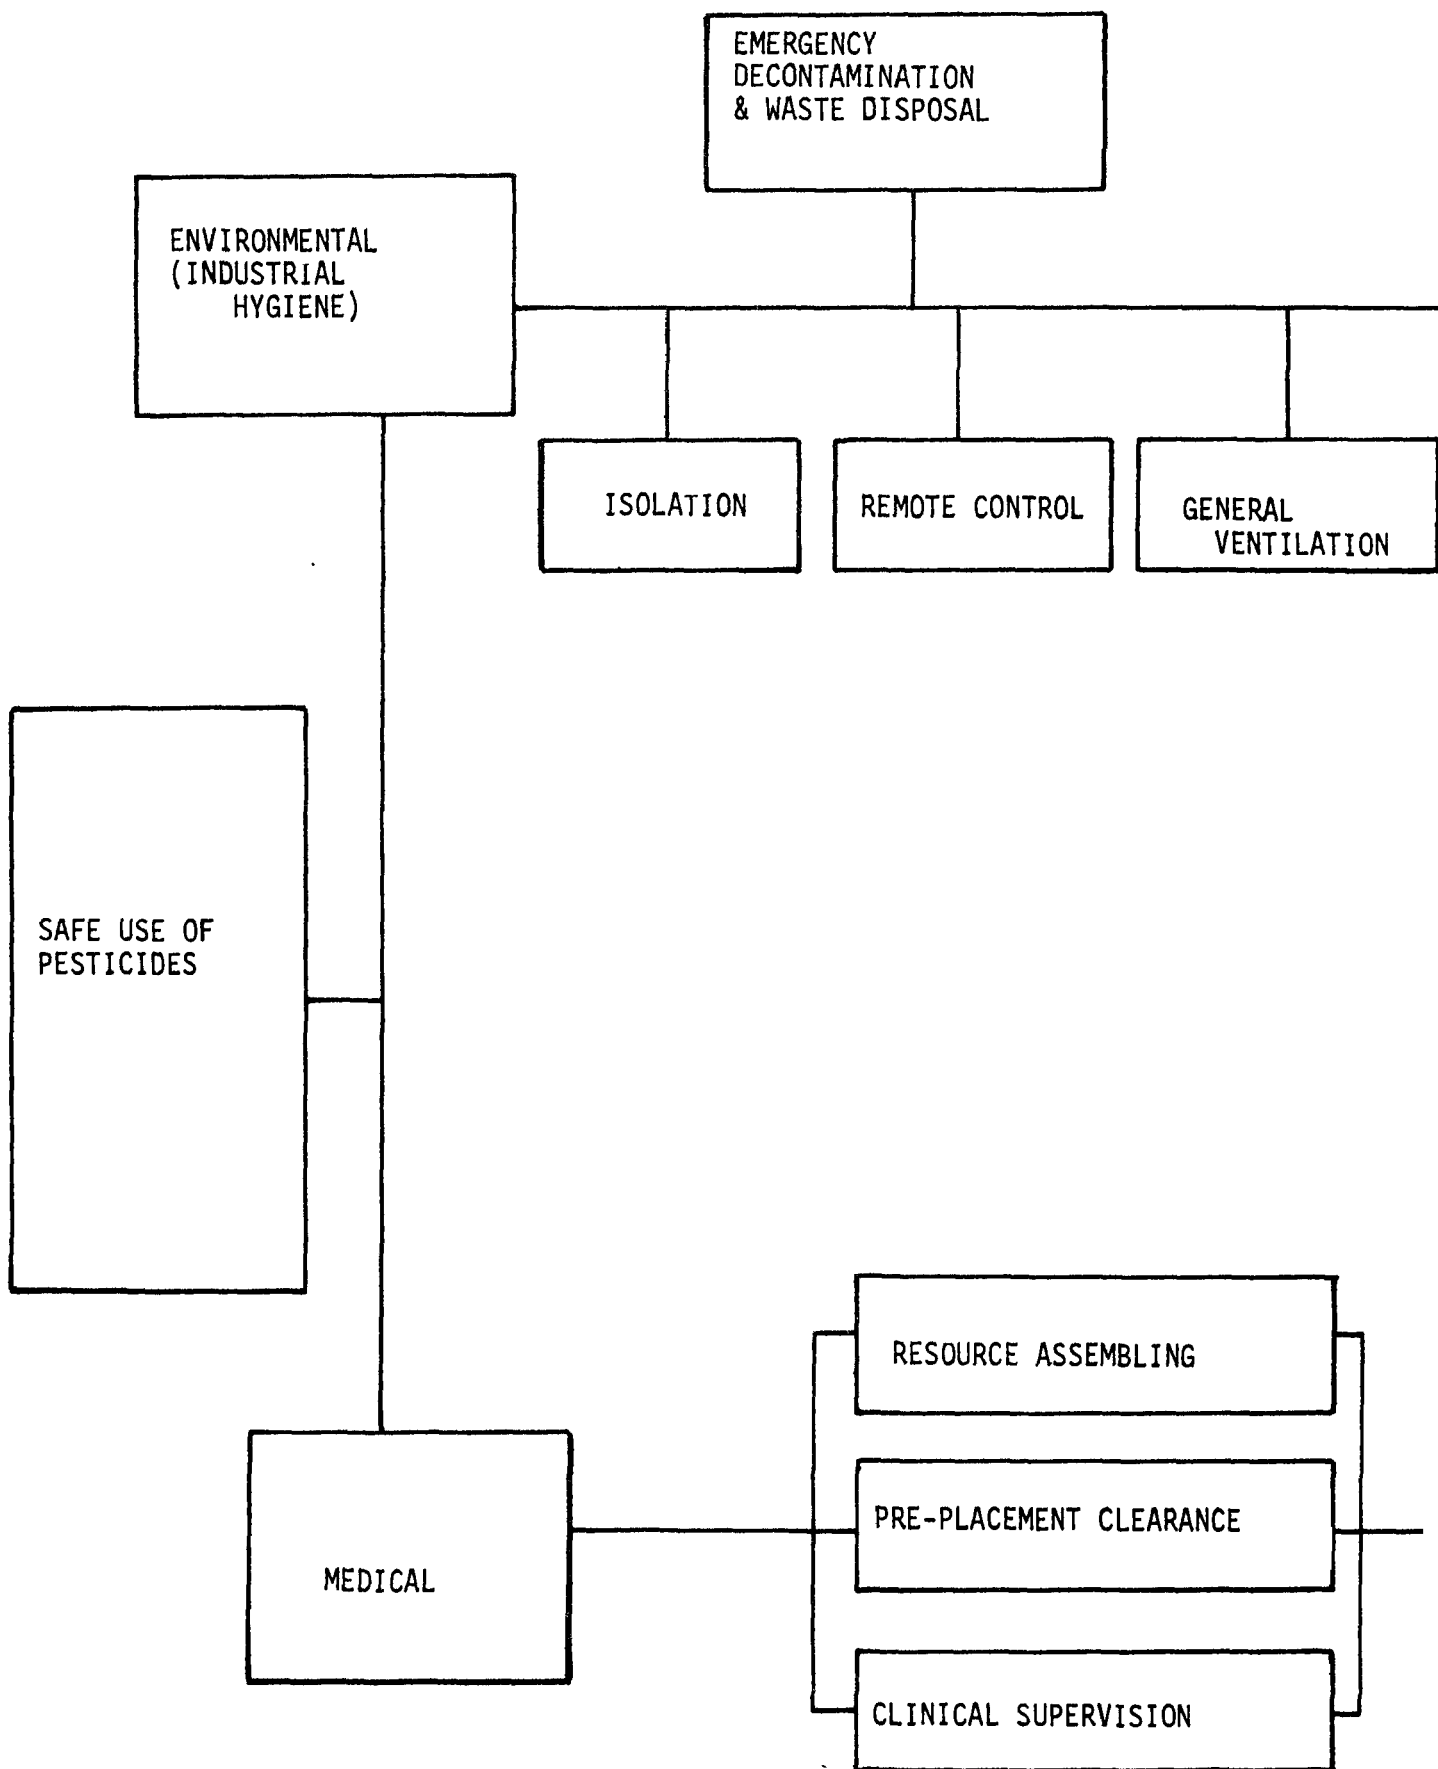 EMERGENCY
DECONTAMINATION
& WASTE DISPOSAL
ENVIRONMENTAL
(INDUSTRIAL
HYGIENE)
ISOLATION
REMOTE CONTROL
GENERAL
VENTILATION
SAFE USE OF
PESTICIDES
RESOURCE ASSEMBLING
PRE-PLACEMENT CLEARANCE
MEDICAL
CLINICAL SUPERVISION